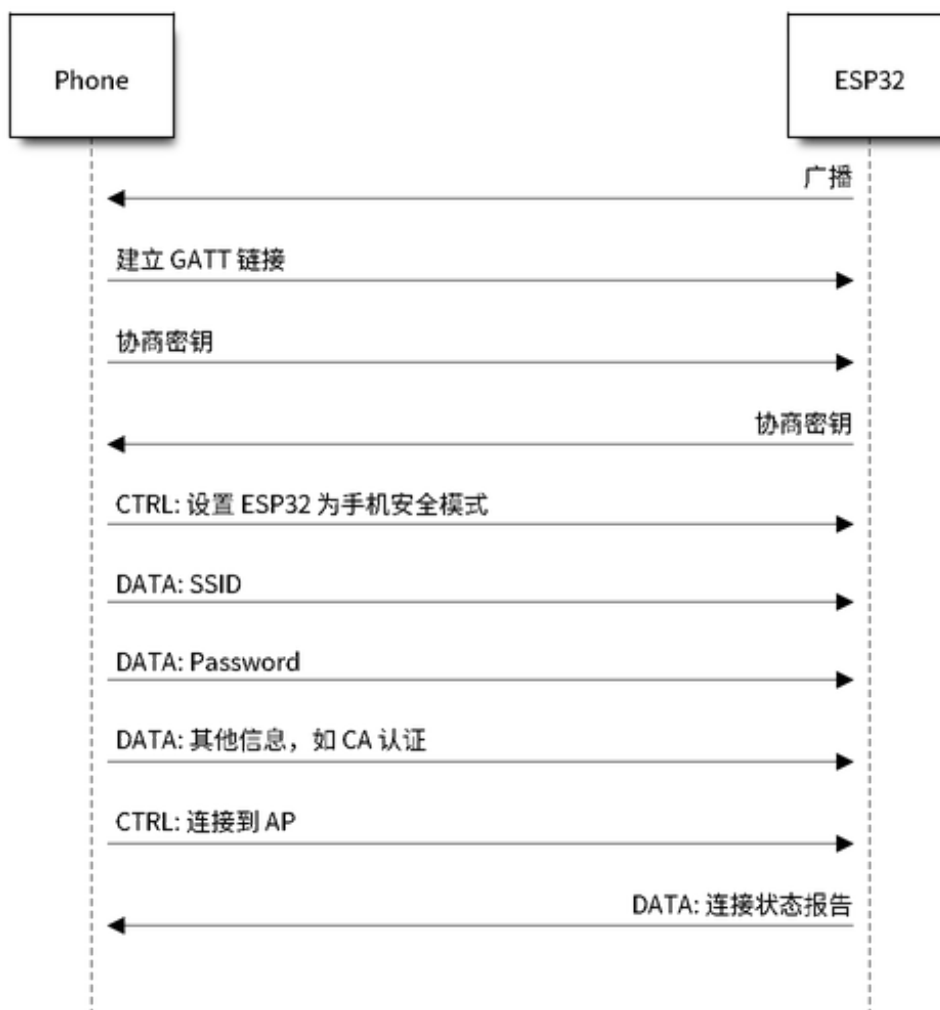 Phone
ESP32
广播
建立 GATT 链接
协商密钥
协商密钥
CTRL: 设置 ESP32 为手机安全模式
DATA: SSID
DATA: Password
DATA: 其他信息，如 CA 认证
CTRL: 连接到 AP
DATA: 连接状态报告